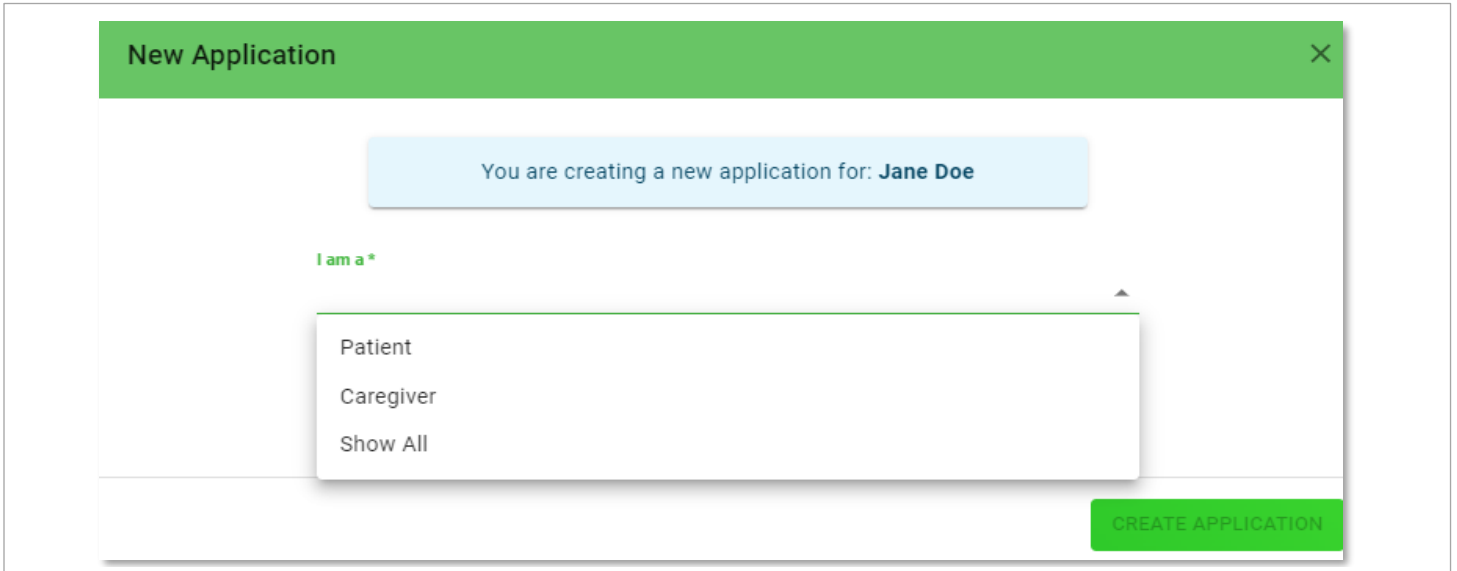 New Application
You are creating a new application for: Jane Doe
I am a *
Patient
Caregiver
Show All
CREATE APPLICATION